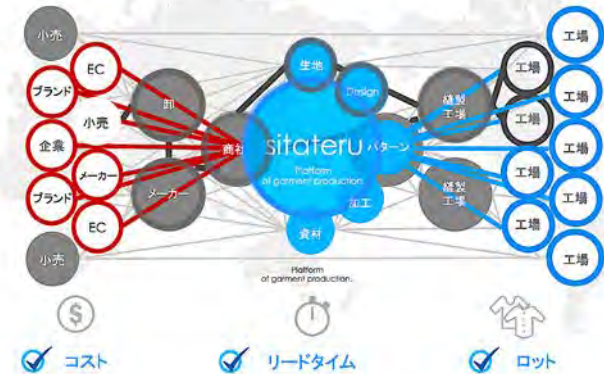 小売
EC
ブランド
小売
企業
メーカー
ブランド
EC
小売
卸
メーカー
商社
生地
Design
sitateru
Platform
of garment production.
パターン
加工
資材
縫製
工場
縫製
工場
工場
工場
工場
工場
工場
工場
工場
工場
工場
工場
Platform
of garment production.
コスト
リードタイム
ロット